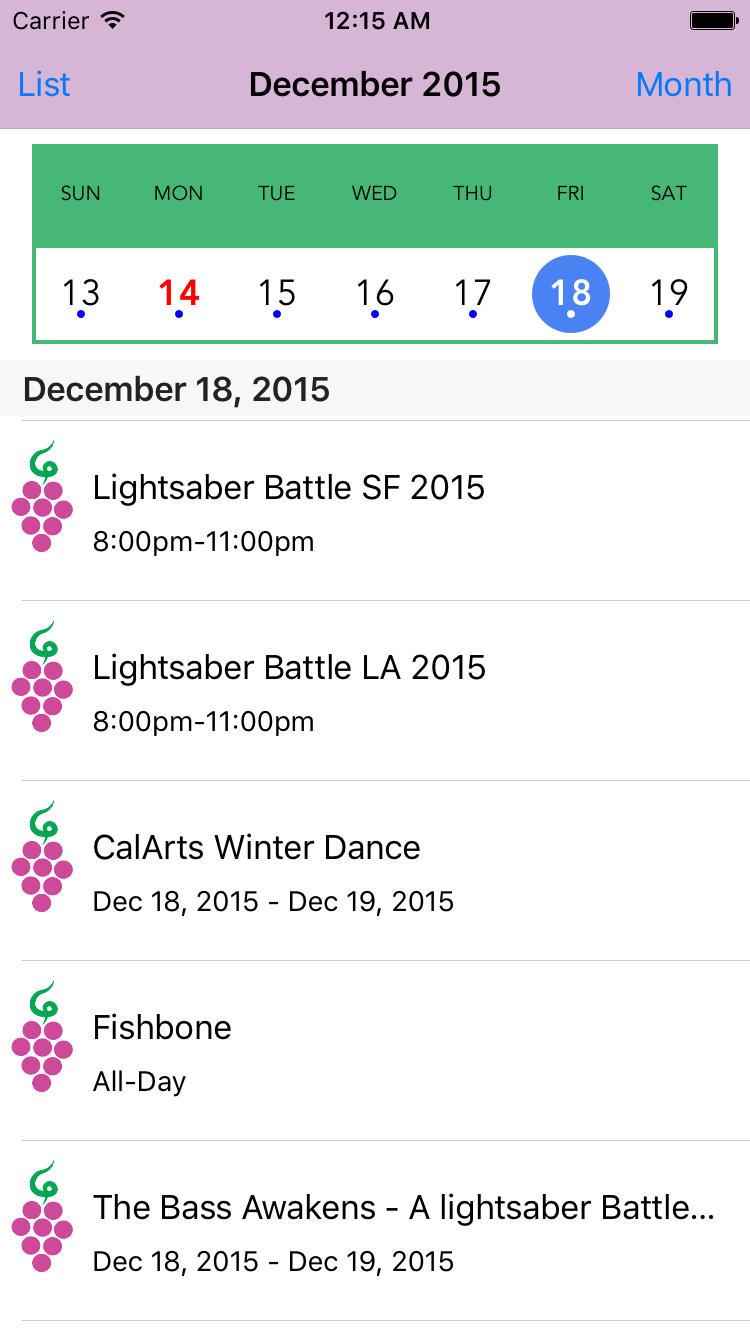 Carrier 12:15 AM
List December 2015 Month
SUN MON TUE WED THU FRI SAT
13 14 15 16 17 18 19
December 18, 2015
Lightsaber Battle SF 2015
8:00pm-11:00pm
Lightsaber Battle LA 2015
8:00pm-11:00pm
CalArts Winter Dance
Dec 18, 2015 - Dec 19, 2015
Fishbone
All-Day
The Bass Awakens - A lightsaber Battle...
Dec 18, 2015 - Dec 19, 2015